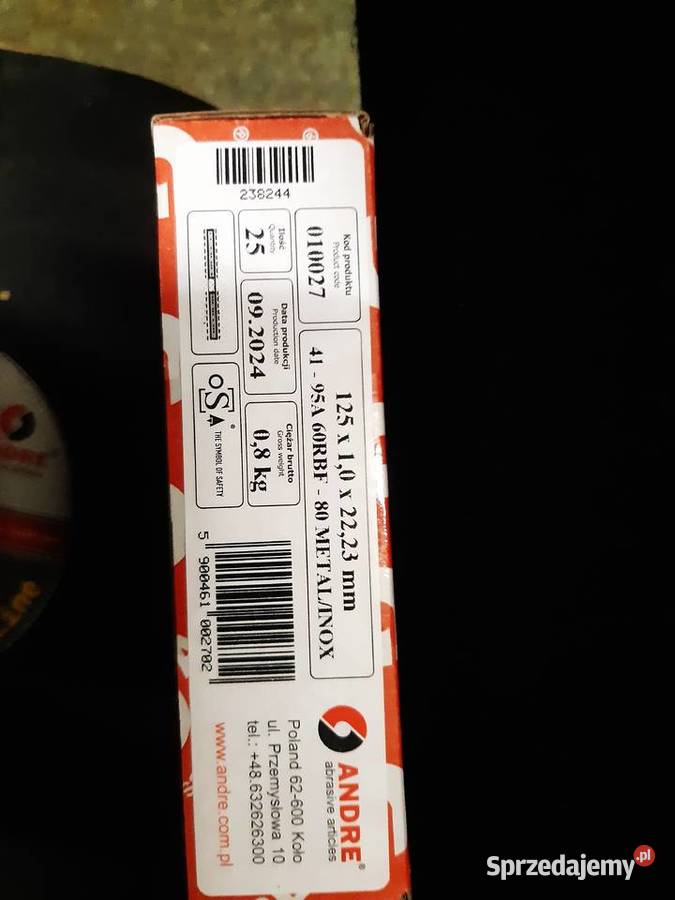 238244
Kod produktu
Product code
010027
125 x 1,0 x 22,23 mm
41 - 95A 60RBF - 80 METAL/INOX
Ilość
Quantity
25
Data produkcji
Production date
09.2024
Ciężar brutto
Gross weight
0,8 kg
oSA®
THE SYMBOL OF SAFETY
5 900461 002702
ANDRE®
abrasive articles
Poland 62-600 Koło
ul. Przemysłowa 10
tel.: +48.632626300
www.andre.com.pl
ANDRE
Sprzedajemy.pl